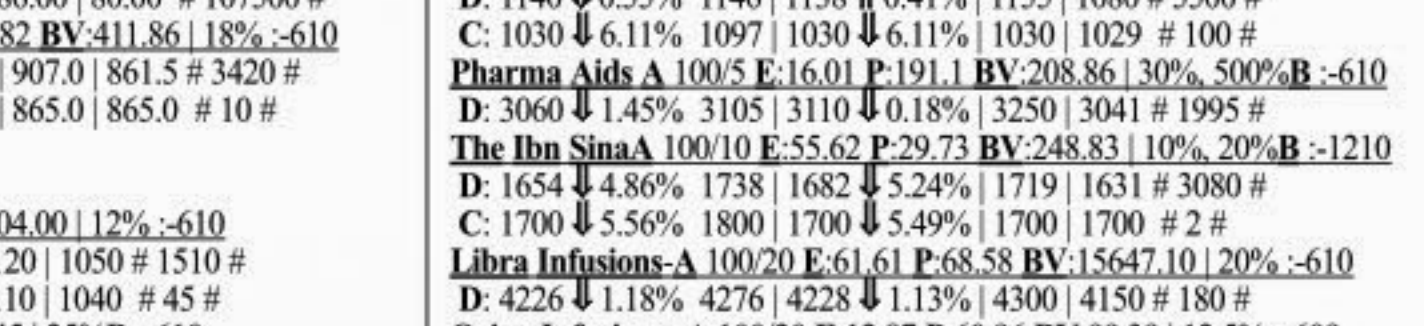 82 BV:411.86 | 18% :-610
| 907.0 | 861.5 # 3420 #
| 865.0 | 865.0 # 10 #
04.00 | 12% :-610
20 | 1050 # 1510 #
10 | 1040 # 45 #
C: 1030 ⇓ 6.11% 1097 | 1030 ⇓ 6.11% | 1030 | 1029 # 100 #
Pharma Aids A 100/5 E:16.01 P:191.1 BV:208.86 | 30%, 500%B :-610
D: 3060 ⇓ 1.45% 3105 | 3110 ⇓ 0.18% | 3250 | 3041 # 1995 #
The Ibn SinaA 100/10 E:55.62 P:29.73 BV:248.83 | 10%, 20%B :-1210
D: 1654 ⇓ 4.86% 1738 | 1682 ⇓ 5.24% | 1719 | 1631 # 3080 #
C: 1700 ⇓ 5.56% 1800 | 1700 ⇓ 5.49% | 1700 | 1700 # 2 #
Libra Infusions-A 100/20 E:61.61 P:68.58 BV:15647.10 | 20% :-610
D: 4226 ⇓ 1.18% 4276 | 4228 ⇓ 1.13% | 4300 | 4150 # 180 #